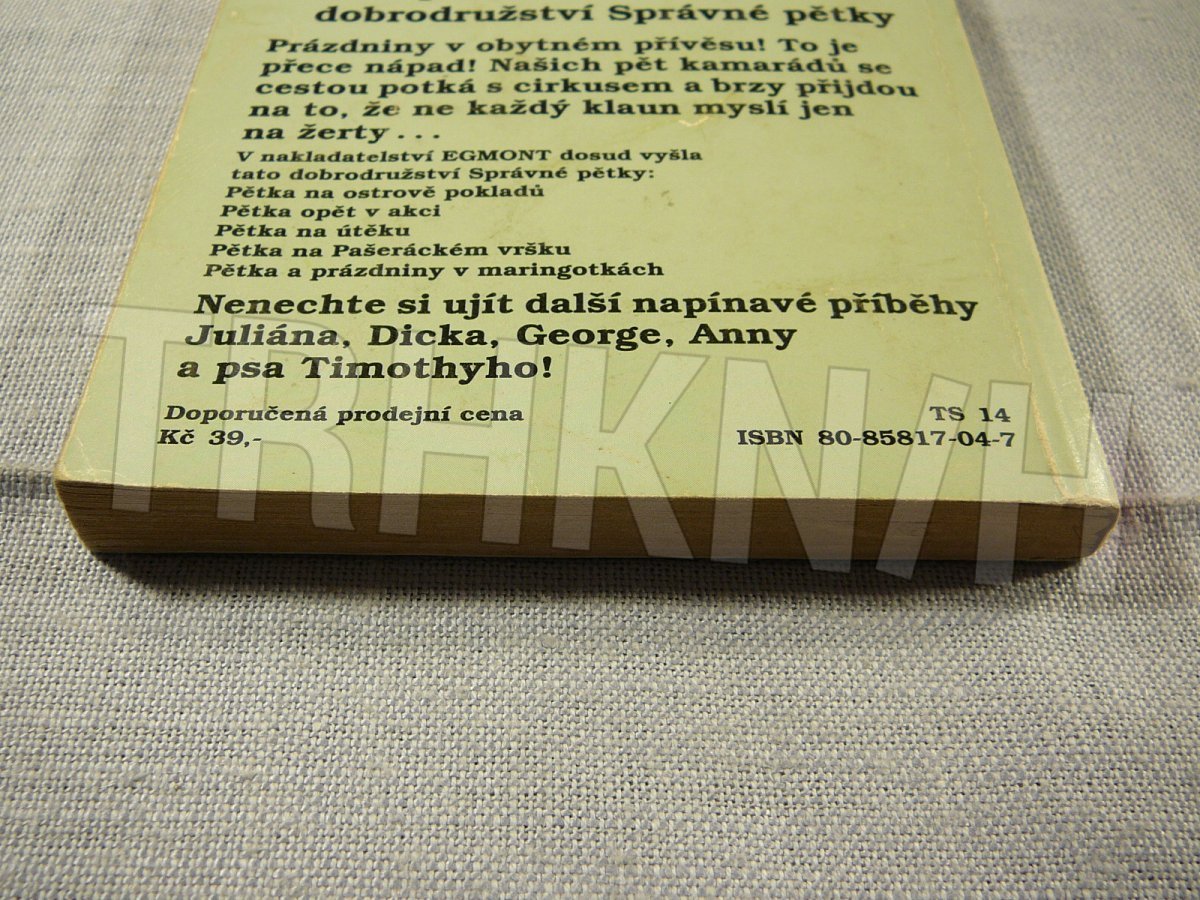 dobrodružství Správné pětky
Prázdniny v obytném přívěsu! To je
přece nápad! Našich pět kamarádů se
cestou potká s cirkusem a brzy přijdou
na to, že ne každý klaun myslí jen
na žerty...
V nakladatelství EGMONT dosud vyšla
tato dobrodružství Správné pětky:
Pětka na ostrově pokladů
Pětka opět v akci
Pětka na útěku
Pětka na Pašeráckém vršku
Pětka a prázdniny v maringotkách
Nenechte si ujít další napínavé příběhy
Juliána, Dicka, George, Anny
a psa Timothyho!
Doporučená prodejní cena
Kč 39,-
TS 14
ISBN 80-85817-04-7
TRHKNIH